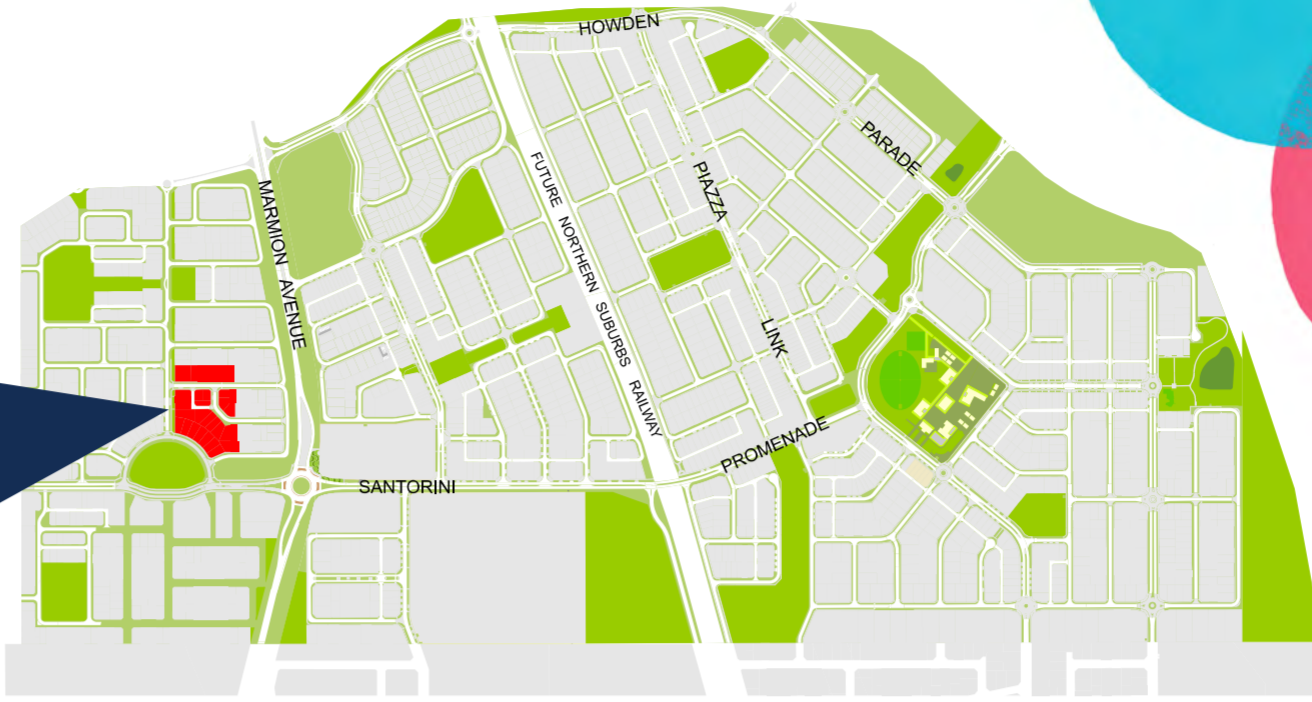 HOWDEN
PARADE
MARMION AVENUE
FUTURE NORTHERN SUBURBS RAILWAY
PIAZZA
LINK
PROMENADE
SANTORINI